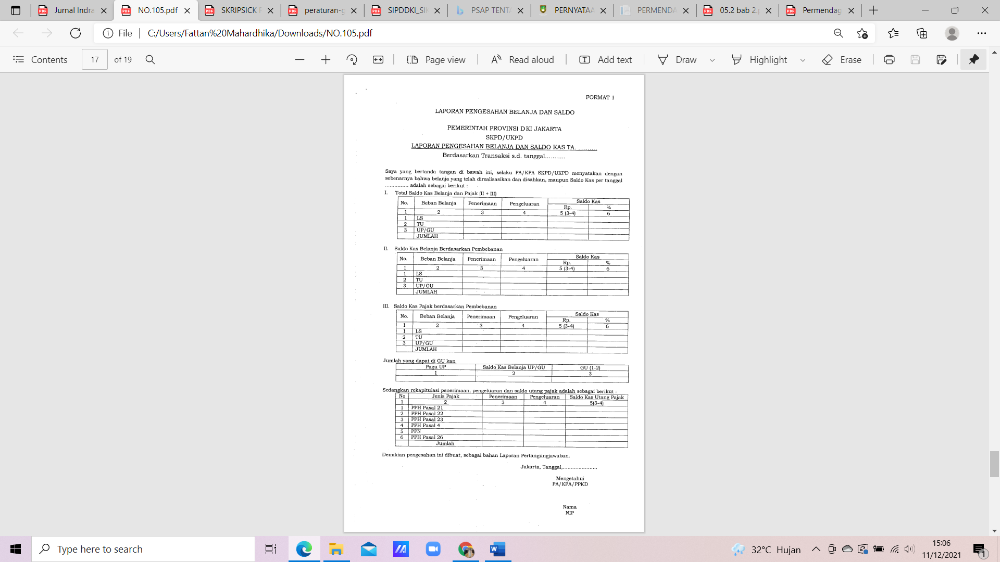 Jurnal Indra
NO.105.pdf
SKRIPSICK
peraturan-g
SIPDDKI_SI
PSAP TENT
PERNYATAA
PERMENDA
05.2 bab 2.
Permendag
File
C:/Users/Fattan%20Mahardhika/Downloads/NO.105.pdf
Contents
17
of 19
Page view
Read aloud
Add text
Draw
Highlight
Erase
FORMAT 1
LAPORAN PENGESAHAN BELANJA DAN SALDO
PEMERINTAH PROVINSI DKI JAKARTA
SKPD/UKPD
LAPORAN PENGESAHAN BELANJA DAN SALDO KAS TA. ..........
Berdasarkan Transaksi s.d. tanggal..........
Saya yang bertanda tangan di bawah ini, selaku PA/KPA SKPD/UKPD menyatakan dengan
sebenarnya bahwa belanja yang telah direalisasikan dan disahkan, maupun Saldo Kas per tanggal
............... adalah sebagai berikut :
I. Total Saldo Kas Belanja dan Pajak (II + III)
No. Beban Belanja Penerimaan Pengeluaran Saldo Kas
Rp. %
1 2 3 4 5 (3-4) 6
1 LS
2 TU
3 UP/GU
JUMLAH
II. Saldo Kas Belanja Berdasarkan Pembebanan
No. Beban Belanja Penerimaan Pengeluaran Saldo Kas
Rp. %
1 2 3 4 5 (3-4) 6
1 LS
2 TU
3 UP/GU
JUMLAH
III. Saldo Kas Pajak berdasarkan Pembebanan
No. Beban Belanja Penerimaan Pengeluaran Saldo Kas
Rp. %
1 2 3 4 5 (3-4) 6
1 LS
2 TU
3 UP/GU
JUMLAH
Jumlah yang dapat di GU kan
Pagu UP Saldo Kas Belanja UP/GU GU (1-2)
1 2 3
Sedangkan rekapitulasi penerimaan, pengeluaran dan saldo utang pajak adalah sebagai berikut :
No Jenis Pajak Penerimaan Pengeluaran Saldo Kas Utang Pajak
1 2 3 4 5(3-4)
1 PPH Pasal 21
2 PPH Pasal 22
3 PPH Pasal 23
4 PPH Pasal 4
5 PPN
6 PPH Pasal 26
Jumlah
Demikian pengesahan ini dibuat, sebagai bahan Laporan Pertangungjawaban.
Jakarta, Tanggal,......................
Mengetahui
PA/KPA/PPKD
Nama
NIP
Type here to search
32°C Hujan
15:06
11/12/2021
1